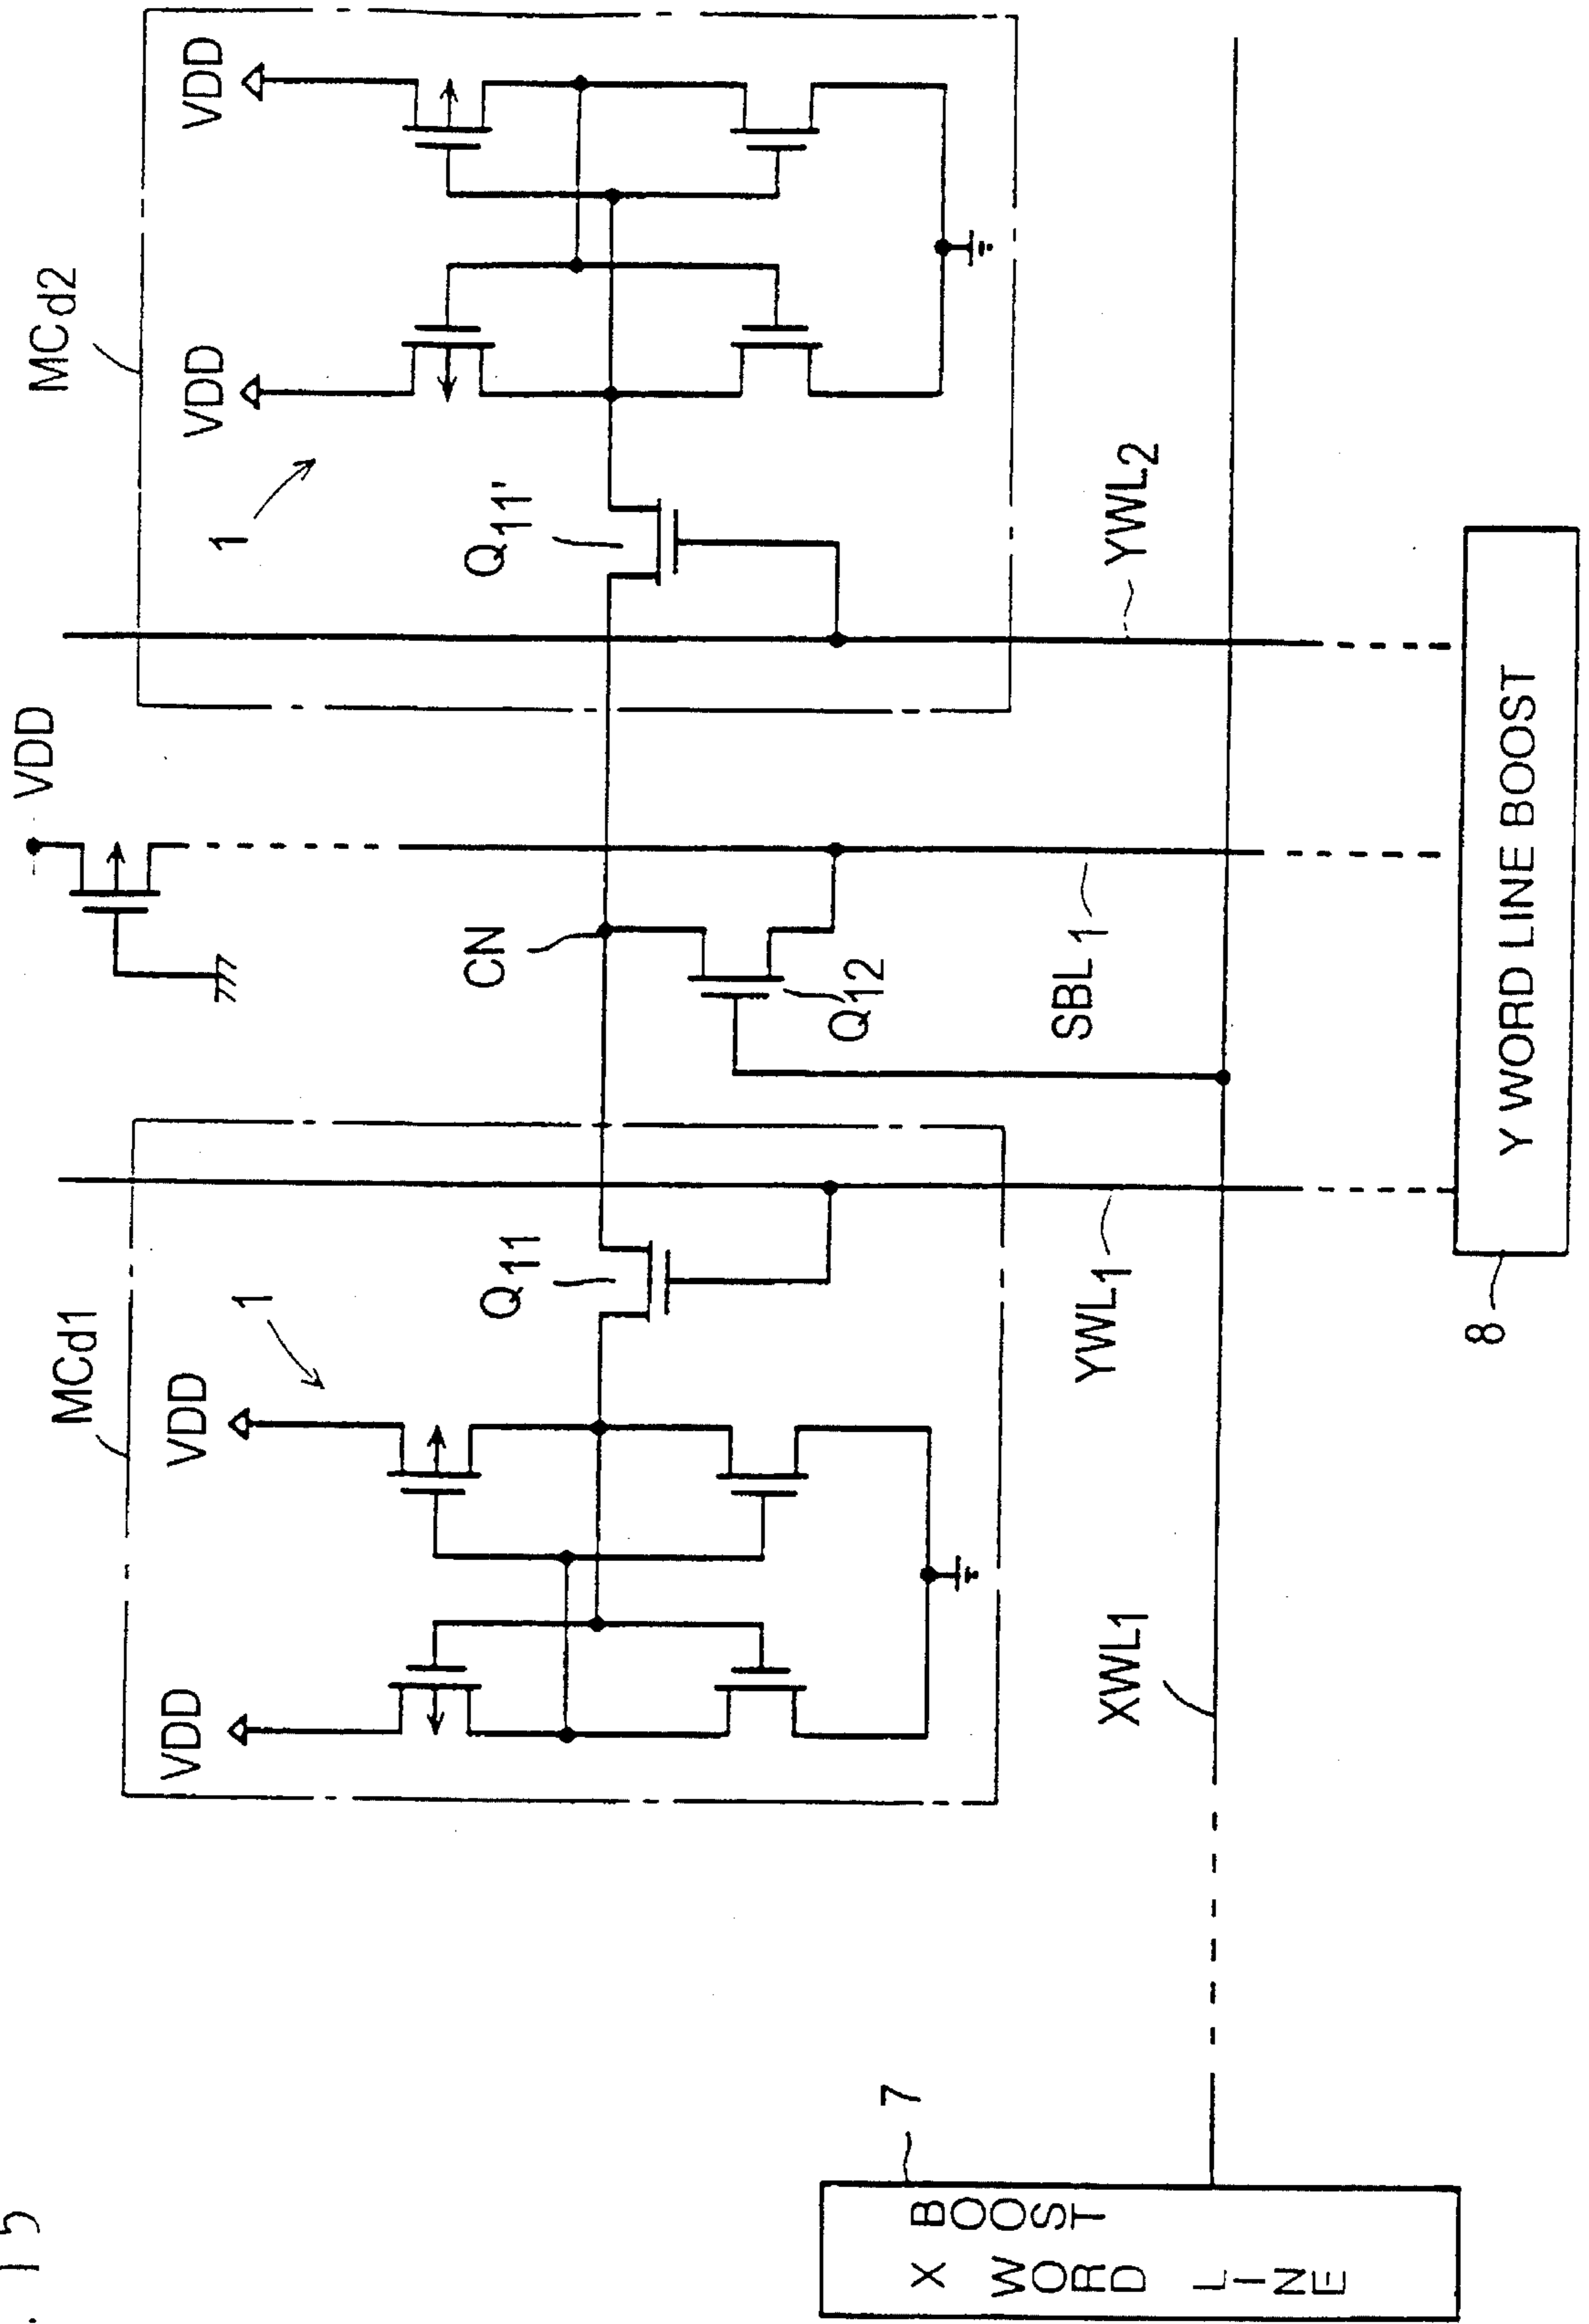 . 15
MCd1
MCd2
VDD
VDD
VDD
VDD
VDD
1
1
Q11
CN
Q11'
Q12
XWL1
YWL1
SBL1
YWL2
7
X BOOST
WORD LINE
8
Y WORD LINE BOOST